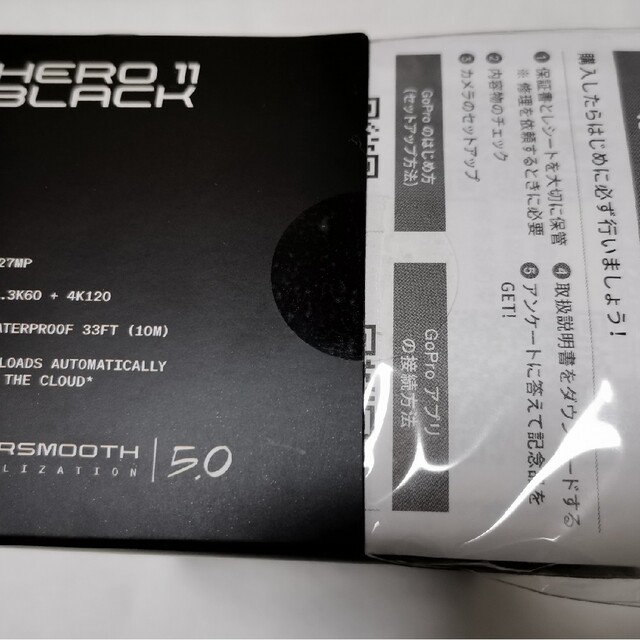 HERO 11
BLACK
27MP
.3K60 + 4K120
ATERPROOF 33FT (10M)
LOADS AUTOMATICALLY
THE CLOUD*
RSMOOTH
LIZATION
5.0
購入したらはじめに必ず行いましょう！
❶ 保証書とレシートを大切に保管
※ 修理を依頼するときに必要
❷ 内容物のチェック
❸ カメラのセットアップ
❹ 取扱説明書をダウンロードする
❺ アンケートに答えて記念品を
GET!
GoPro のはじめ方
(セットアップ方法)
GoPro アプリ
の接続方法